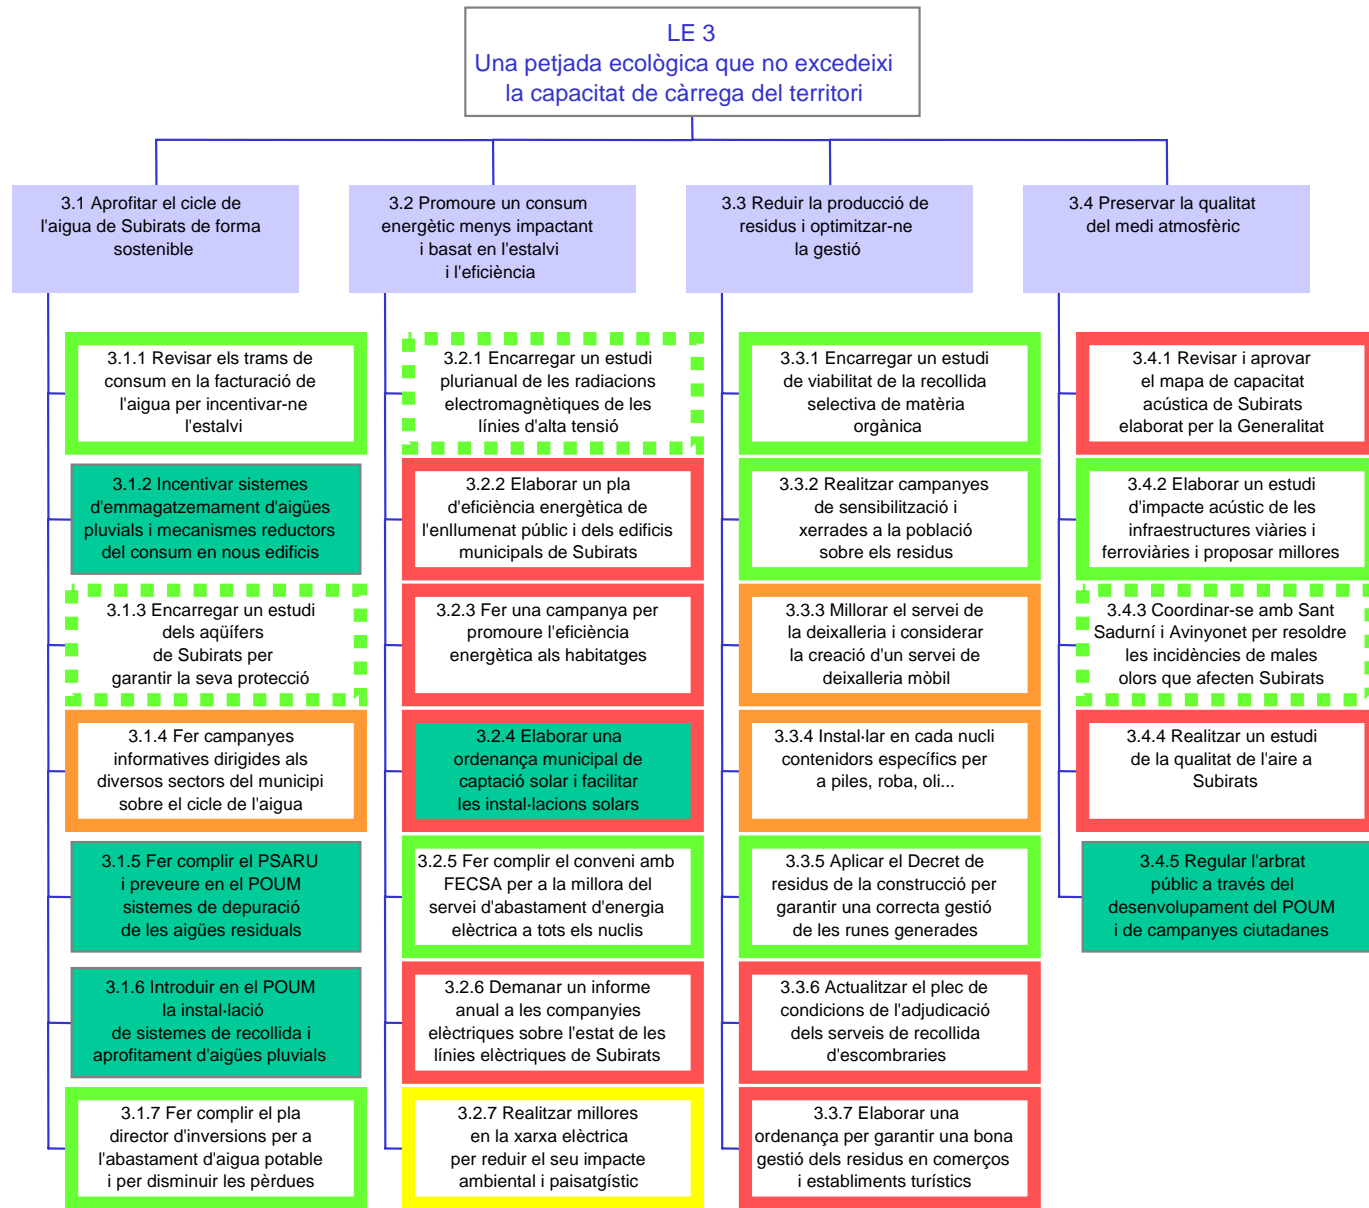 LE 3
Una petjada ecològica que no excedeixi
la capacitat de càrrega del territori
3.1 Aprofitar el cicle de
l'aigua de Subirats de forma
sostenible
3.2 Promoure un consum
energètic menys impactant
i basat en l'estalvi
i l'eficiència
3.3 Reduir la producció de
residus i optimitzar-ne
la gestió
3.4 Preservar la qualitat
del medi atmosfèric
3.1.1 Revisar els trams de
consum en la facturació de
l'aigua per incentivar-ne
l'estalvi
3.1.2 Incentivar sistemes
d'emmagatzemament d'aigües
pluvials i mecanismes reductors
del consum en nous edificis
3.1.3 Encarregar un estudi
dels aqüífers
de Subirats per
garantir la seva protecció
3.1.4 Fer campanyes
informatives dirigides als
diversos sectors del municipi
sobre el cicle de l'aigua
3.1.5 Fer complir el PSARU
i preveure en el POUM
sistemes de depuració
de les aigües residuals
3.1.6 Introduir en el POUM
la instal·lació
de sistemes de recollida i
aprofitament d'aigües pluvials
3.1.7 Fer complir el pla
director d'inversions per a
l'abastament d'aigua potable
i per disminuir les pèrdues
3.2.1 Encarregar un estudi
plurianual de les radiacions
electromagnètiques de les
línies d'alta tensió
3.2.2 Elaborar un pla
d'eficiència energètica de
l'enllumenat públic i dels edificis
municipals de Subirats
3.2.3 Fer una campanya per
promoure l'eficiència
energètica als habitatges
3.2.4 Elaborar una
ordenança municipal de
captació solar i facilitar
les instal·lacions solars
3.2.5 Fer complir el conveni amb
FECSA per a la millora del
servei d'abastament d'energia
elèctrica a tots els nuclis
3.2.6 Demanar un informe
anual a les companyies
elèctriques sobre l'estat de les
línies elèctriques de Subirats
3.2.7 Realitzar millores
en la xarxa elèctrica
per reduir el seu impacte
ambiental i paisatgístic
3.3.1 Encarregar un estudi
de viabilitat de la recollida
selectiva de matèria
orgànica
3.3.2 Realitzar campanyes
de sensibilització i
xerrades a la població
sobre els residus
3.3.3 Millorar el servei de
la deixalleria i considerar
la creació d'un servei de
deixalleria mòbil
3.3.4 Instal·lar en cada nucli
contenidors específics per
a piles, roba, oli...
3.3.5 Aplicar el Decret de
residus de la construcció per
garantir una correcta gestió
de les runes generades
3.3.6 Actualitzar el plec de
condicions de l'adjudicació
dels serveis de recollida
d'escombraries
3.3.7 Elaborar una
ordenança per garantir una bona
gestió dels residus en comerços
i establiments turístics
3.4.1 Revisar i aprovar
el mapa de capacitat
acústica de Subirats
elaborat per la Generalitat
3.4.2 Elaborar un estudi
d'impacte acústic de les
infraestructures viàries i
ferroviàries i proposar millores
3.4.3 Coordinar-se amb Sant
Sadurní i Avinyonet per resoldre
les incidències de males
olors que afecten Subirats
3.4.4 Realitzar un estudi
de la qualitat de l'aire a
Subirats
3.4.5 Regular l'arbrat
públic a través del
desenvolupament del POUM
i de campanyes ciutadanes